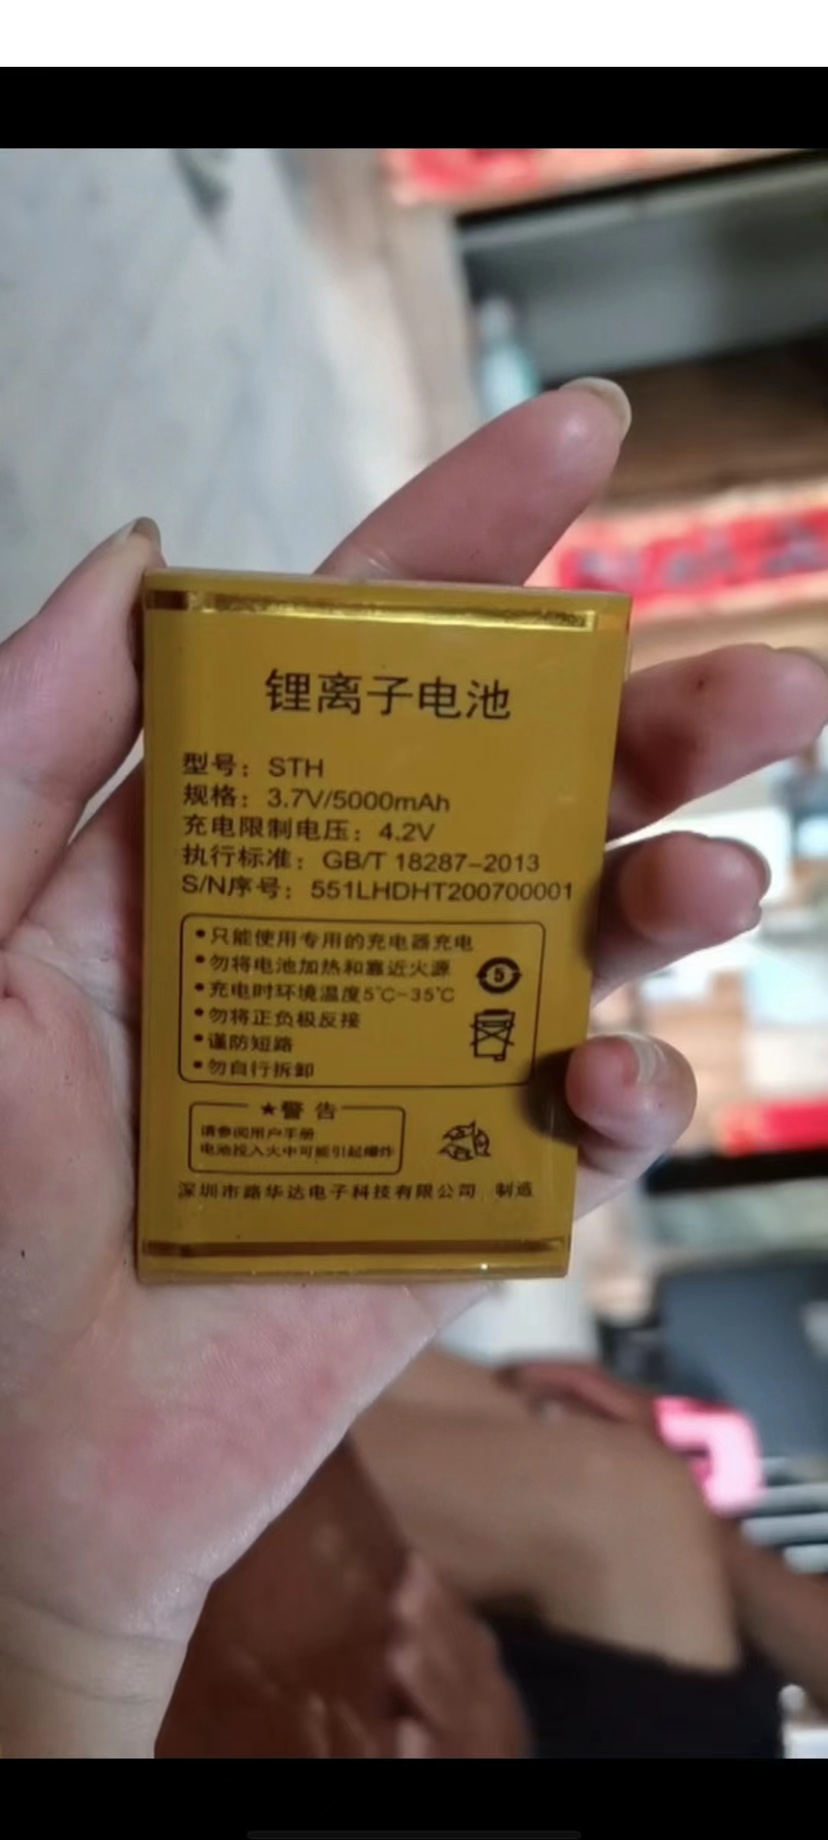 锂离子电池
型号：STH
规格：3.7V/5000mAh
充电限制电压：4.2V
执行标准：GB/T 18287-2013
S/N序号：551LHDHT200700001
•只能使用专用的充电器充电
•勿将电池加热和靠近火源
•充电时环境温度5℃-35℃
•勿将正负极反接
•谨防短路
•勿自行拆卸
5
★警 告
请参阅用户手册
电池投入火中可能引起爆炸
深圳市路华达电子科技有限公司 制造